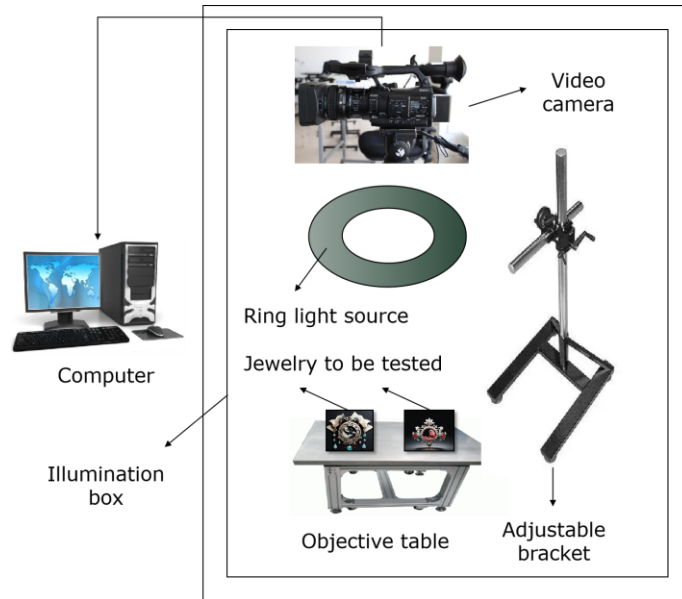 Video
camera
Ring light source
Jewelry to be tested
Computer
Illumination
box
Objective table
Adjustable
bracket